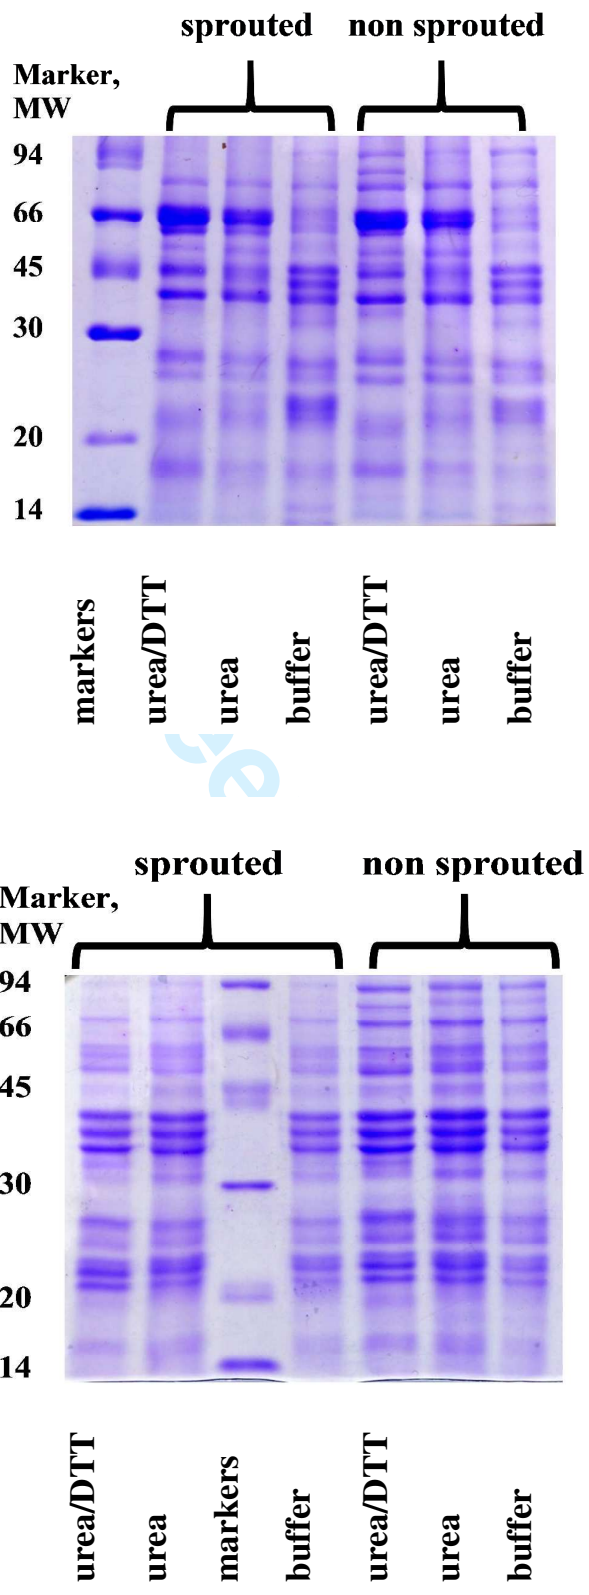 sprouted non sprouted
Marker,
MW
94
66
45
30
20
14
markers
urea/DTT
urea
buffer
urea/DTT
urea
buffer
sprouted non sprouted
Marker,
MW
94
66
45
30
20
14
urea/DTT
urea
markers
buffer
urea/DTT
urea
buffer